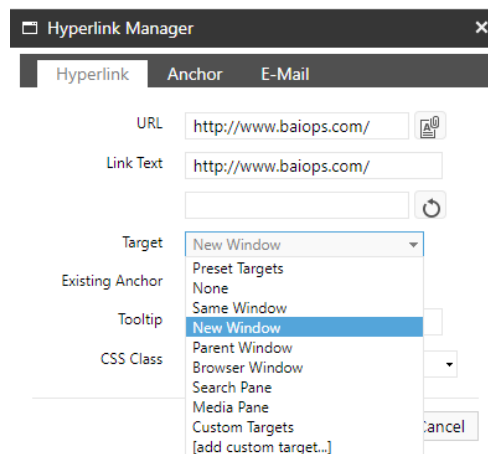 Hyperlink Manager
Hyperlink Anchor E-Mail
URL http://www.baiops.com/
Link Text http://www.baiops.com/
Target New Window
Preset Targets
Existing Anchor
None
Same Window
Tooltip
New Window
Parent Window
CSS Class
Browser Window
Search Pane
Media Pane
Custom Targets
Cancel
[add custom target...]